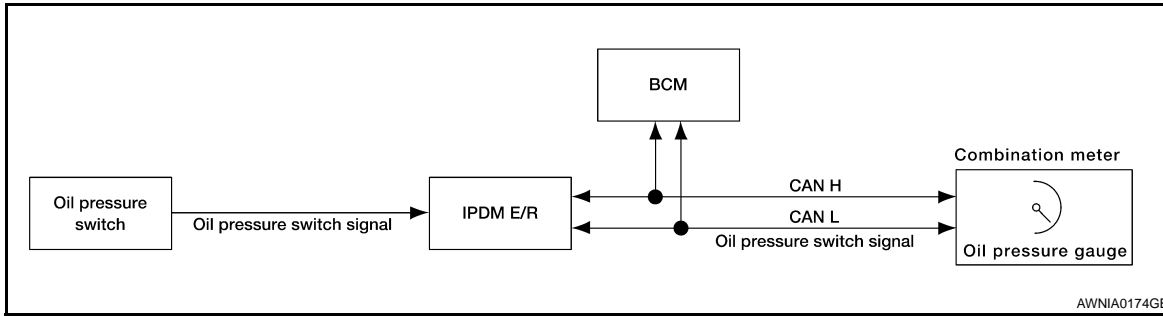 BCM
Combination meter
Oil pressure
switch
Oil pressure switch signal
IPDM E/R
CAN H
CAN L
Oil pressure switch signal
Oil pressure gauge
AWNIA0174GB